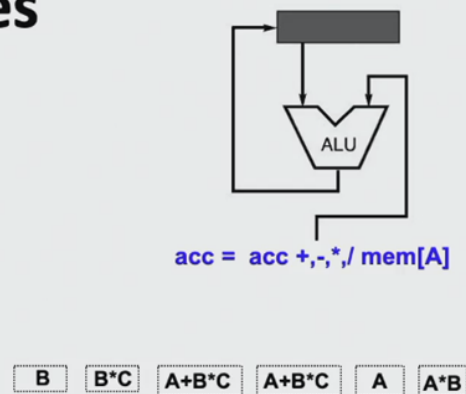 es
ALU
acc = acc +,-,*,/ mem[A]
B B*C A+B*C A+B*C A A*B